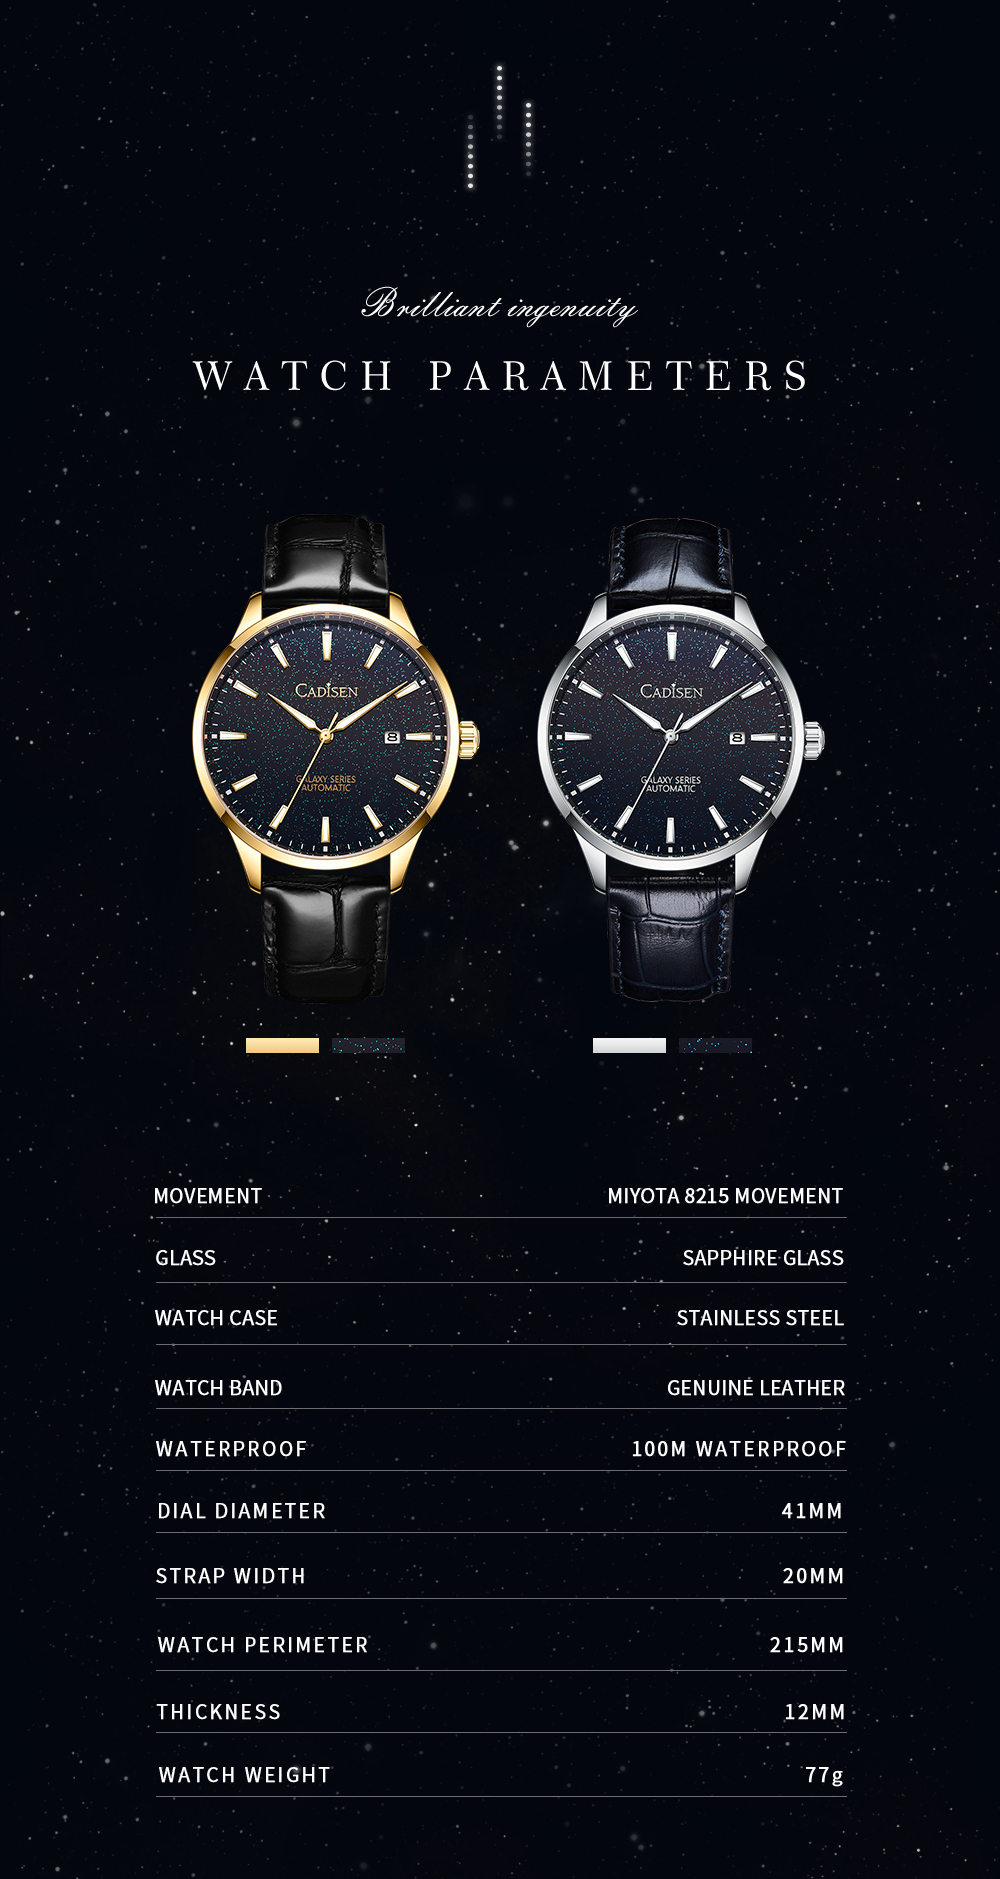 Brilliant ingenuity
WATCH PARAMETERS
CADISEN
8
GALAXY SERIES
AUTOMATIC
CADISEN
8
GALAXY SERIES
AUTOMATIC
MOVEMENT MIYOTA 8215 MOVEMENT
GLASS SAPPHIRE GLASS
WATCH CASE STAINLESS STEEL
WATCH BAND GENUINE LEATHER
WATERPROOF 100M WATERPROOF
DIAL DIAMETER 41MM
STRAP WIDTH 20MM
WATCH PERIMETER 215MM
THICKNESS 12MM
WATCH WEIGHT 77g